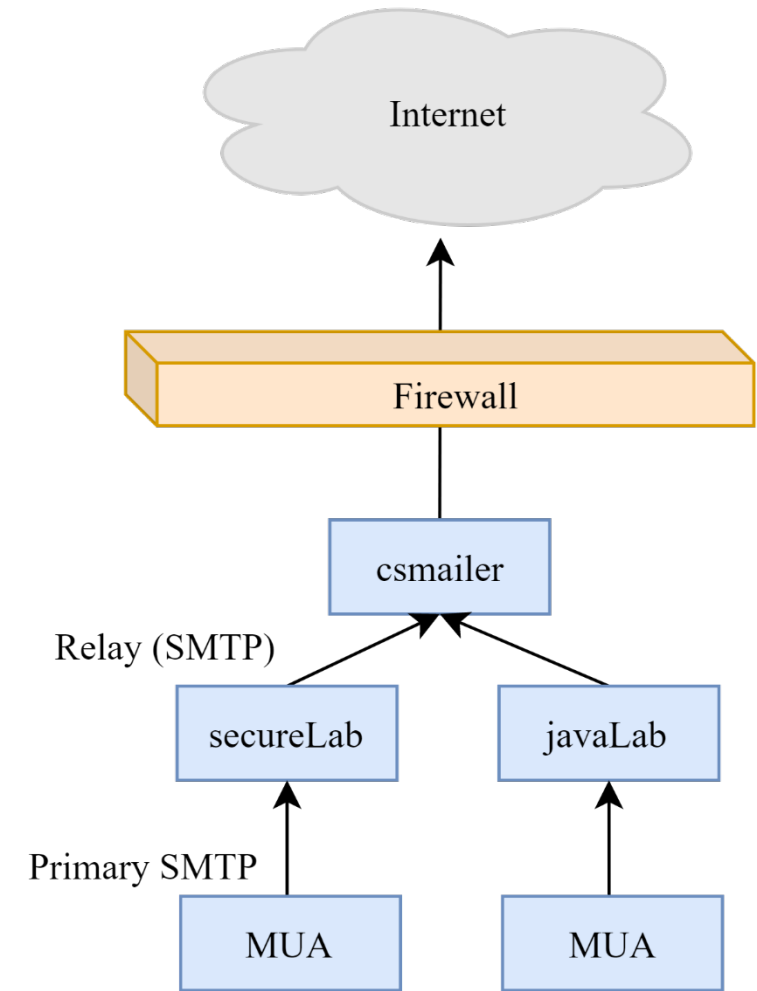 Internet
Firewall
csmailer
Relay (SMTP)
secureLab
javaLab
Primary SMTP
MUA
MUA